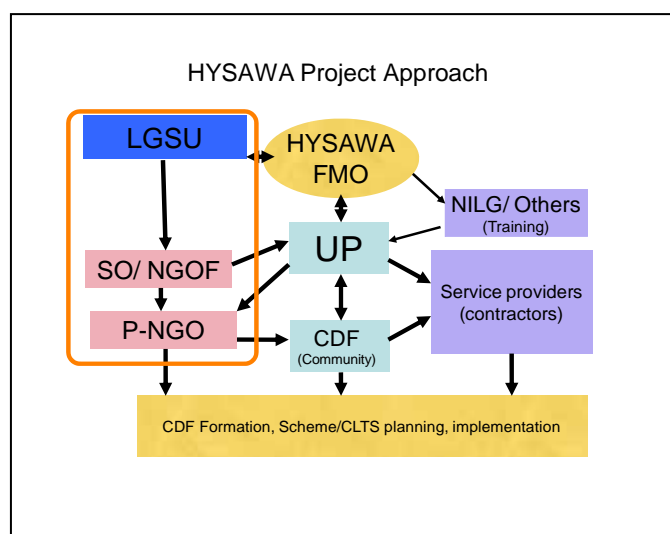 HYSAWA Project Approach
LGSU
HYSAWA
FMO
NILG/ Others
(Training)
UP
SO/ NGOF
Service providers
(contractors)
P-NGO
CDF
(Community)
CDF Formation, Scheme/CLTS planning, implementation